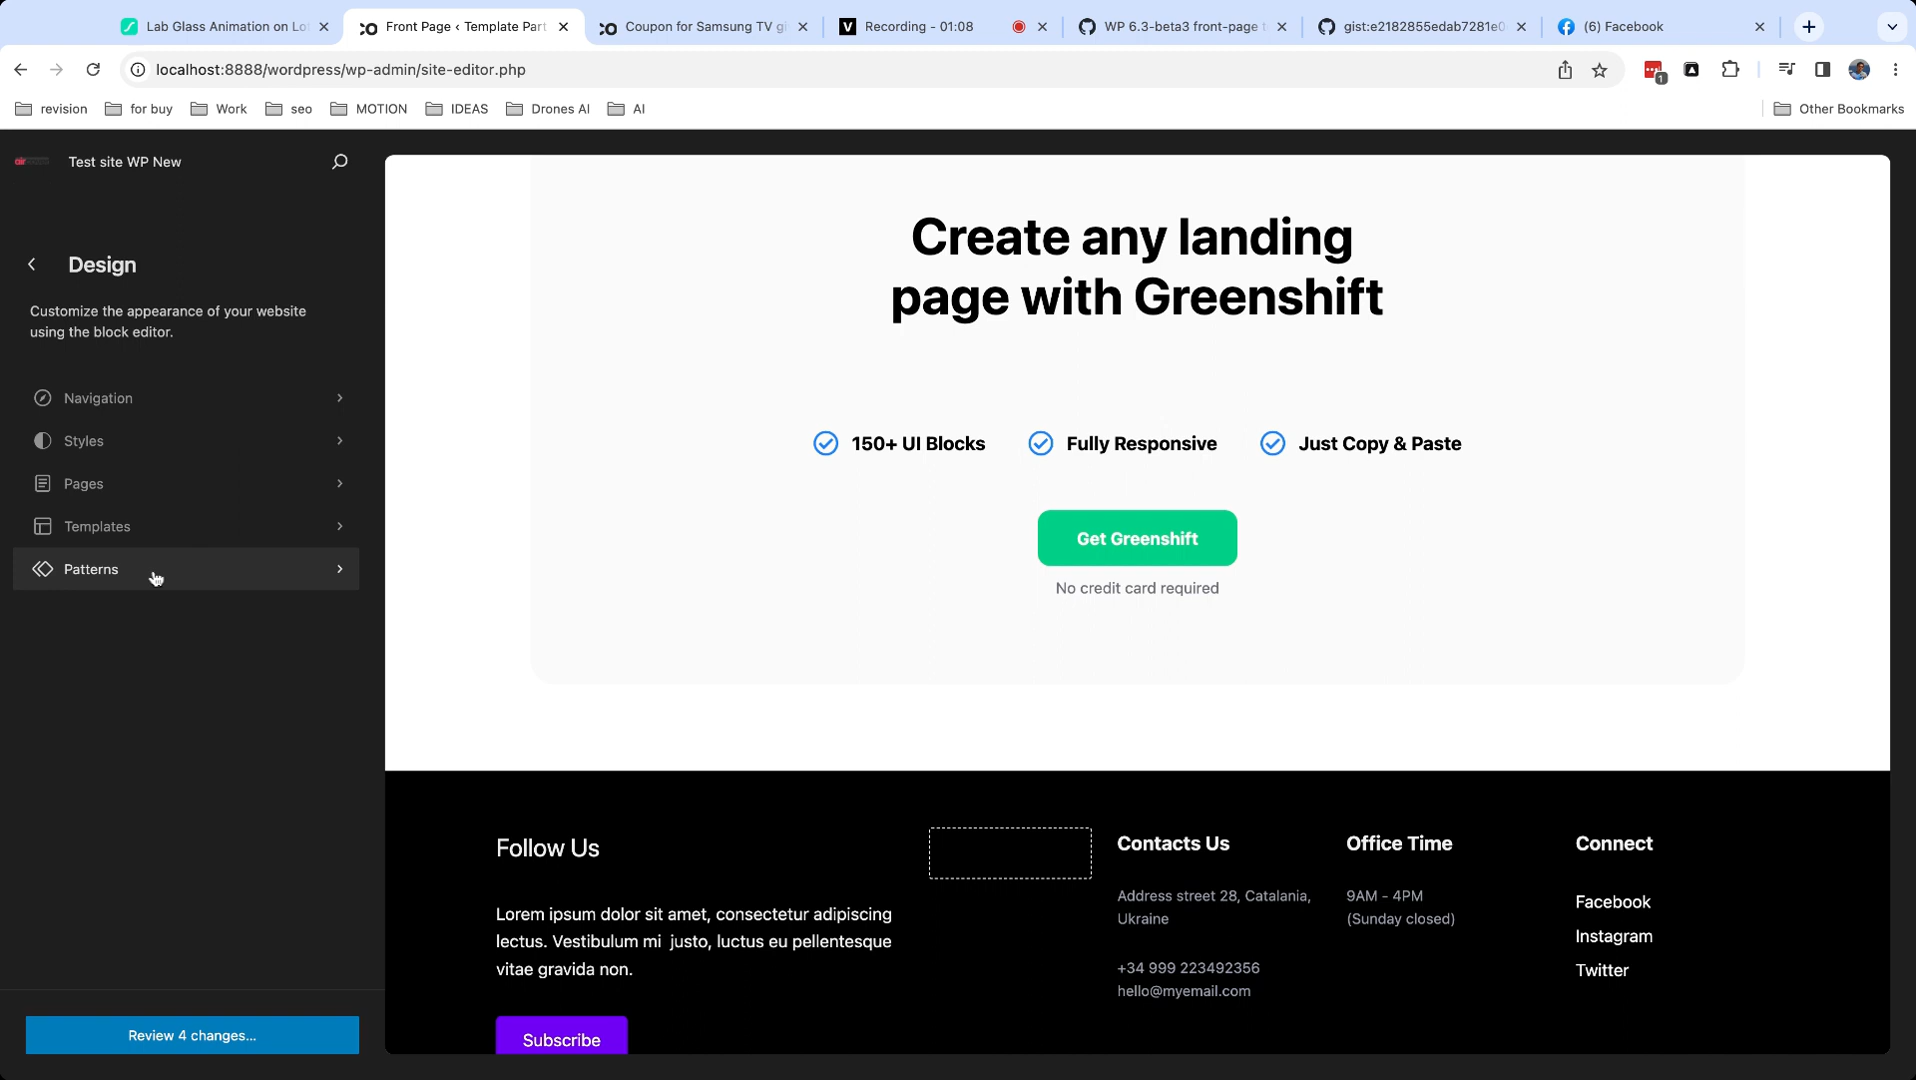 Lab Glass Animation on Lo
Front Page ‹ Template Part
Coupon for Samsung TV gi
V
Recording - 01:08
WP 6.3-beta3 front-page t
gist:e2182855edab7281e0
(6) Facebook
localhost:8888/wordpress/wp-admin/site-editor.php
1
revision
for buy
Work
seo
MOTION
IDEAS
Drones AI
AI
Other Bookmarks
Test site WP New
Design
Customize the appearance of your website
using the block editor.
Navigation
Styles
Pages
Templates
Patterns
Review 4 changes...
Create any landing
page with Greenshift
150+ UI Blocks
Fully Responsive
Just Copy & Paste
Get Greenshift
No credit card required
Follow Us
Lorem ipsum dolor sit amet, consectetur adipiscing
lectus. Vestibulum mi justo, luctus eu pellentesque
vitae gravida non.
Subscribe
Contacts Us
Address street 28, Catalania,
Ukraine
+34 999 223492356
hello@myemail.com
Office Time
9AM - 4PM
(Sunday closed)
Connect
Facebook
Instagram
Twitter